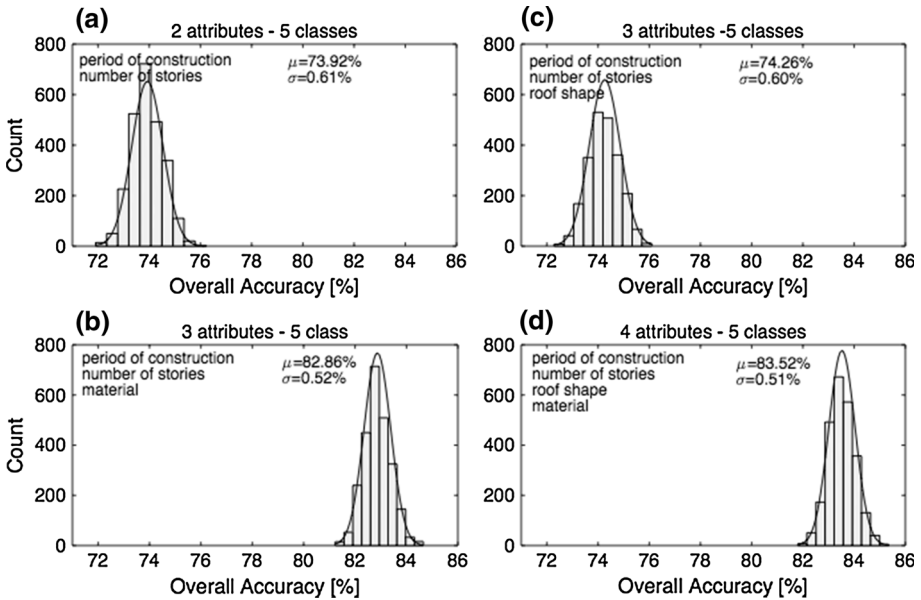 (a)
2 attributes - 5 classes
period of construction
number of stories
μ=73.92%
σ=0.61%
800
600
400
200
0
Count
72 74 76 78 80 82 84 86
Overall Accuracy [%]
(c)
3 attributes -5 classes
period of construction
number of stories
roof shape
μ=74.26%
σ=0.60%
800
600
400
200
0
72 74 76 78 80 82 84 86
Overall Accuracy [%]
(b)
3 attributes - 5 class
period of construction
number of stories
material
μ=82.86%
σ=0.52%
800
600
400
200
0
Count
72 74 76 78 80 82 84 86
Overall Accuracy [%]
(d)
4 attributes - 5 classes
period of construction
number of stories
roof shape
material
μ=83.52%
σ=0.51%
800
600
400
200
0
72 74 76 78 80 82 84 86
Overall Accuracy [%]